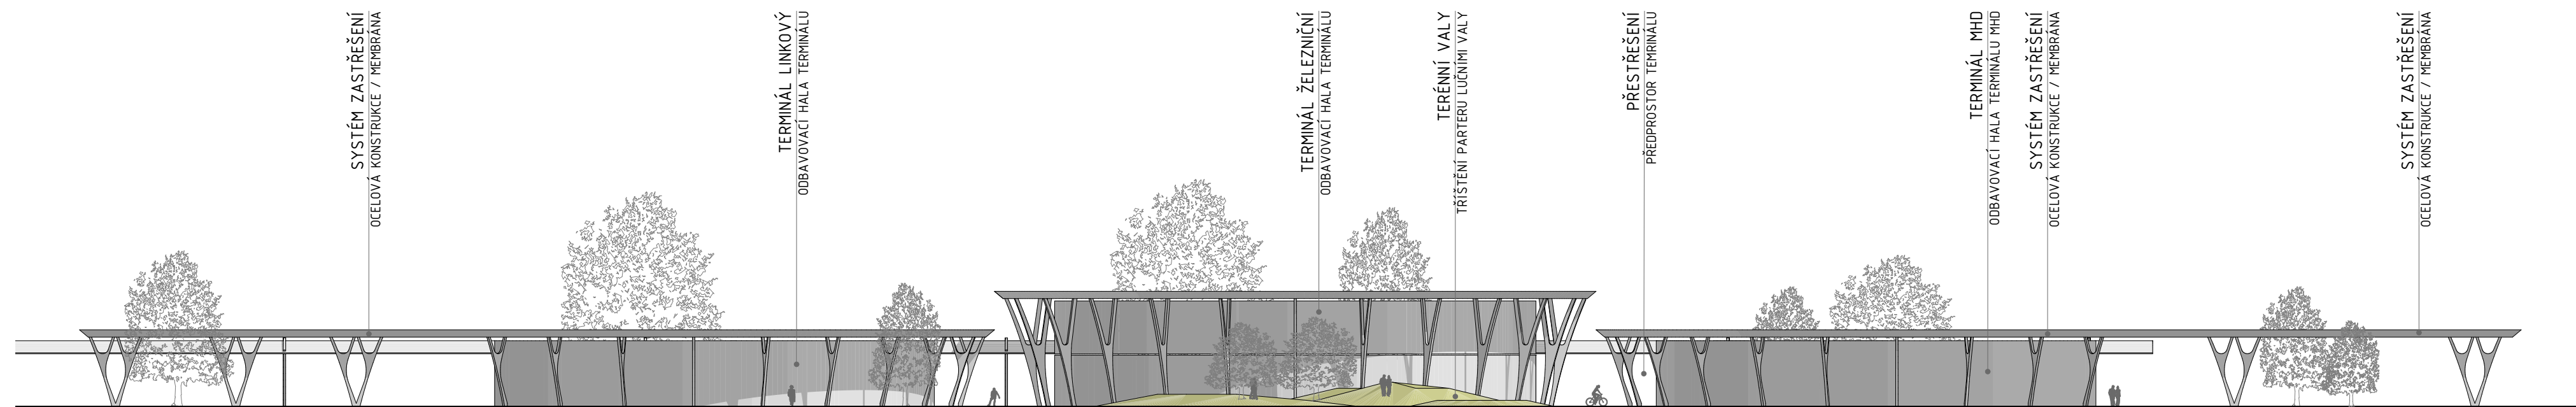 SYSTÉM ZASTŘEŠENÍ
OCELOVÁ KONSTRUKCE / MEMBRÁNA
TERMINÁL LINKOVÝ
ODBAVOVACÍ HALA TERMINÁLU
TERMINÁL ŽELEZNIČNÍ
ODBAVOVACÍ HALA TERMINÁLU
TERÉNNÍ VALY
TŘÍŠTĚNÍ PARTERU LUČNÍMI VALY
PŘESTŘEŠENÍ
PŘEDPROSTOR TEMRINÁLU
TERMINÁL MHD
ODBAVOVACÍ HALA TERMINÁLU MHD
SYSTÉM ZASTŘEŠENÍ
OCELOVÁ KONSTRUKCE / MEMBRÁNA
SYSTÉM ZASTŘEŠENÍ
OCELOVÁ KONSTRUKCE / MEMBRÁNA